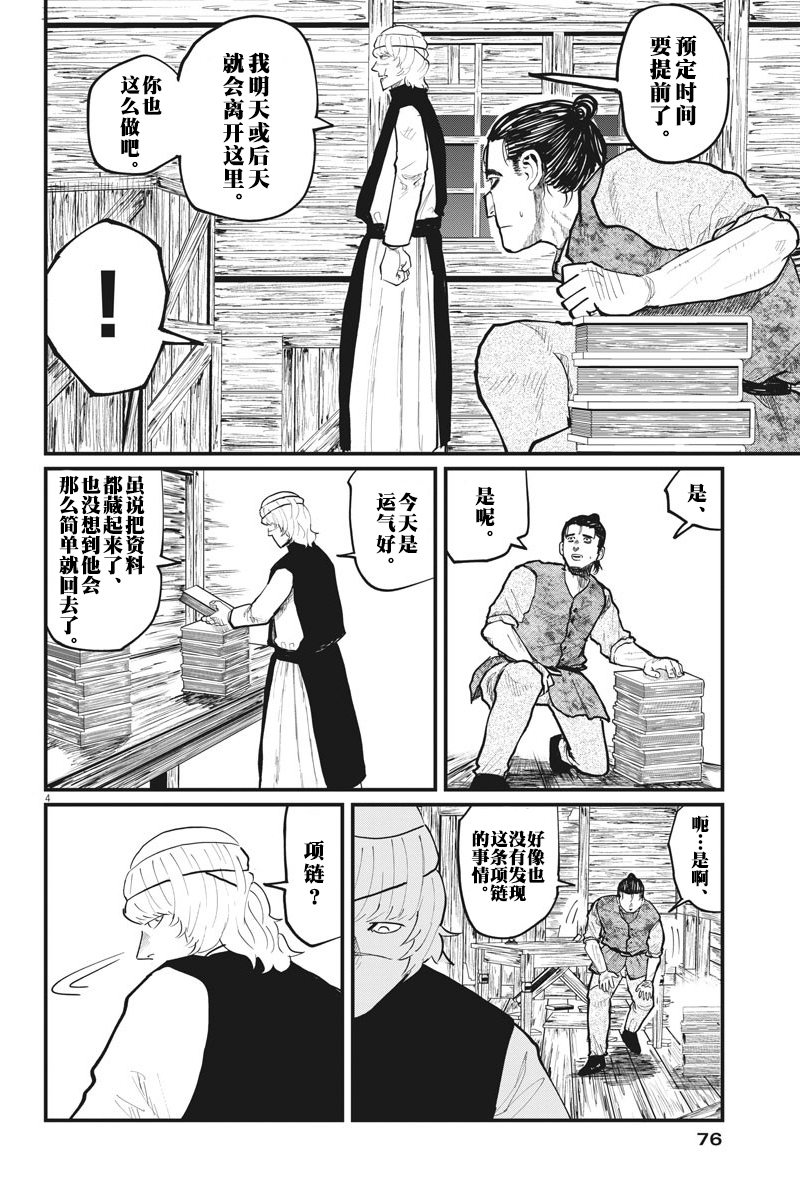 预定时间
要提前了。
我明天或后天
就会离开这里。
你也
这么做吧。
！
是、
是呢。
今天是
运气好。
虽说把资料
都藏起来了、
也没想到他会
那么简单就回去了。
4
呃…是啊、
好像也
没有发现
这条项链
的事情。
项链？
76